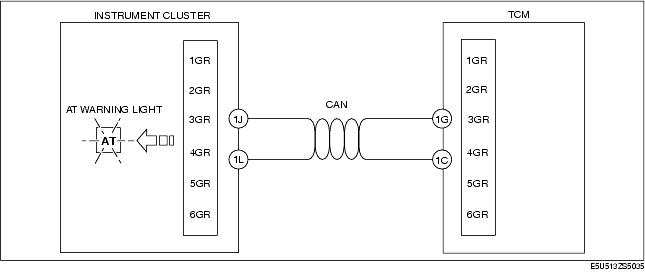 INSTRUMENT CLUSTER
TCM
1GR
2GR
AT WARNING LIGHT
3GR
4GR
5GR
6GR
AT
1J
1L
CAN
1G
1C
1GR
2GR
3GR
4GR
5GR
6GR
E5U513ZS5035